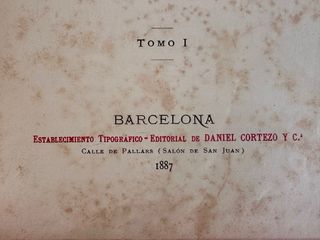 TOMO I
BARCELONA
ESTABLECIMIENTO TIPOGRÁFICO - EDITORIAL DE DANIEL CORTEZO Y C.ª
CALLE DE PALLARS (SALÓN DE SAN JUAN)
1887